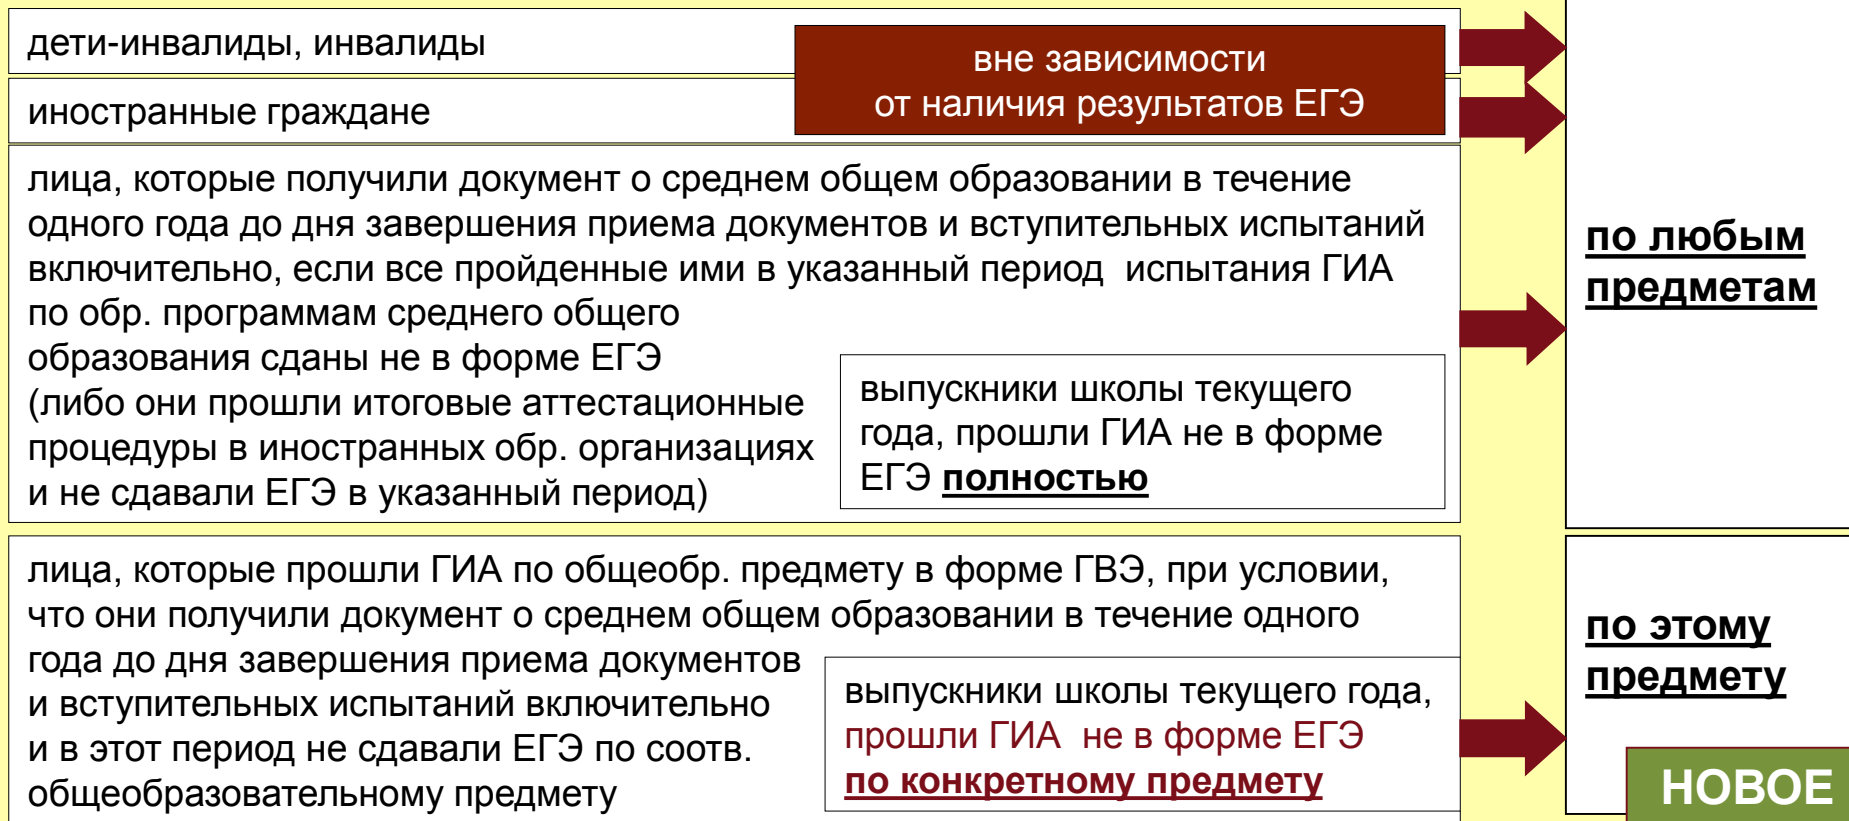 дети-инвалиды, инвалиды
вне зависимости
от наличия результатов ЕГЭ
иностранные граждане
лица, которые получили документ о среднем общем образовании в течение
одного года до дня завершения приема документов и вступительных испытаний
включительно, если все пройденные ими в указанный период испытания ГИА
по обр. программам среднего общего
образования сданы не в форме ЕГЭ
(либо они прошли итоговые аттестационные
процедуры в иностранных обр. организациях
и не сдавали ЕГЭ в указанный период)
выпускники школы текущего
года, прошли ГИА не в форме
ЕГЭ полностью
по любым
предметам
лица, которые прошли ГИА по общеобр. предмету в форме ГВЭ, при условии,
что они получили документ о среднем общем образовании в течение одного
года до дня завершения приема документов
и вступительных испытаний включительно
и в этот период не сдавали ЕГЭ по соотв.
общеобразовательному предмету
выпускники школы текущего года,
прошли ГИА не в форме ЕГЭ
по конкретному предмету
по этому
предмету
НОВОЕ